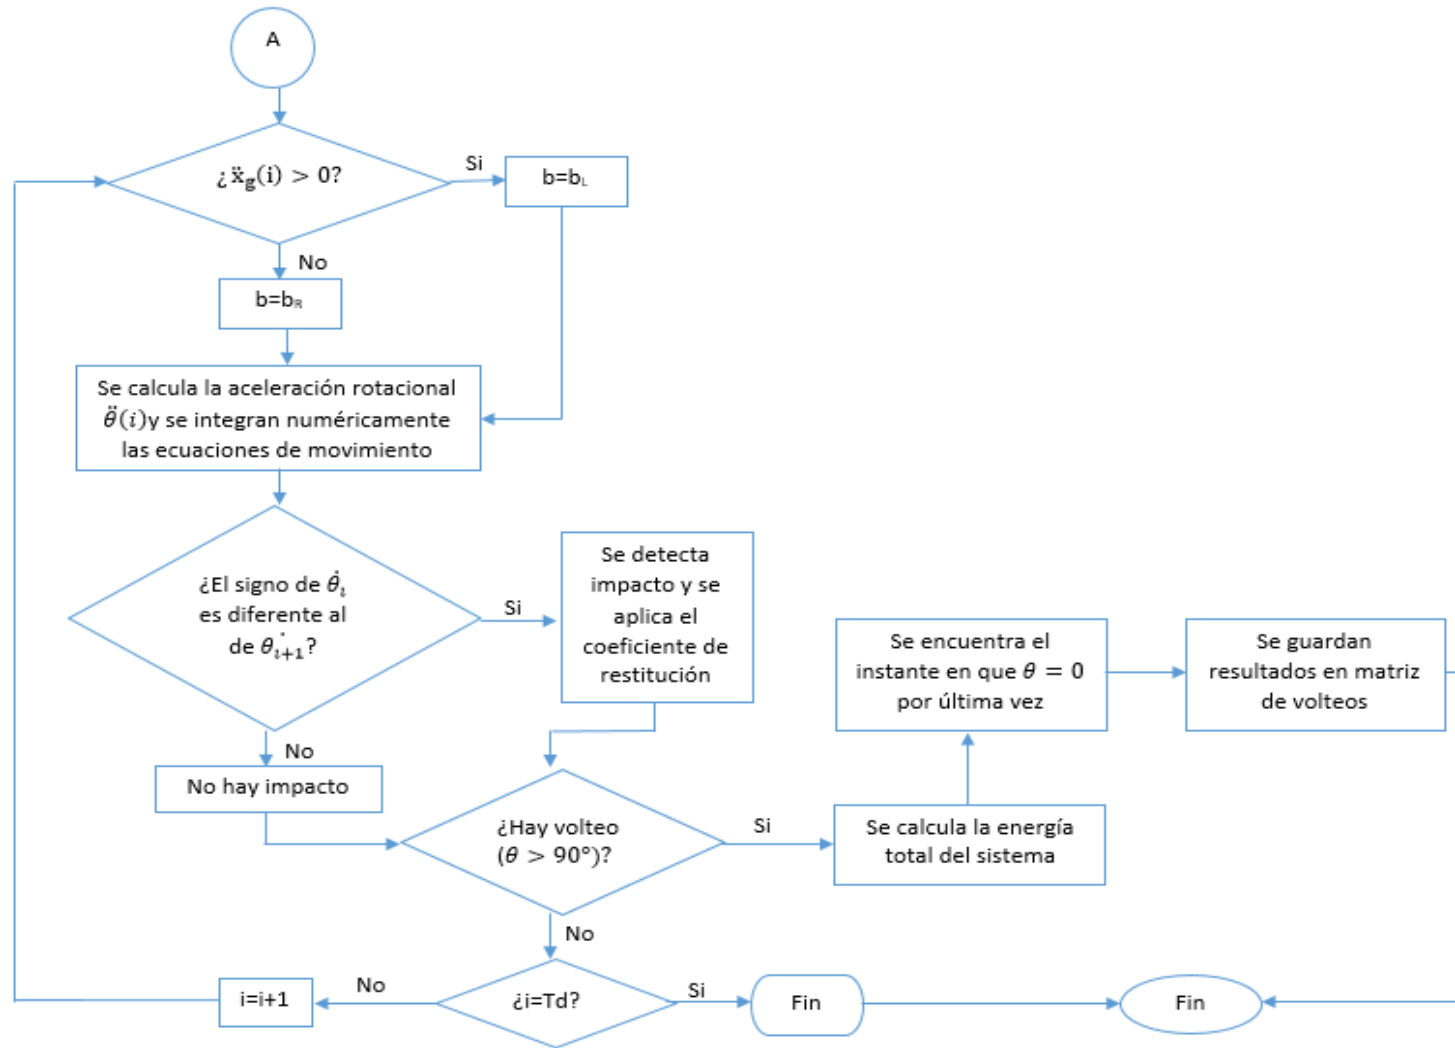 A
¿ẍg(i) > 0?
Si
b=bL
No
b=bR
Se calcula la aceleración rotacional
θ̈(i)y se integran numéricamente
las ecuaciones de movimiento
¿El signo de θ̇i
es diferente al
de θ̇i+1?
Si
Se detecta
impacto y se
aplica el
coeficiente de
restitución
No
No hay impacto
¿Hay volteo
(θ > 90°)?
Si
Se calcula la energía
total del sistema
Se encuentra el
instante en que θ = 0
por última vez
Se guardan
resultados en matriz
de volteos
No
¿i=Td?
No
i=i+1
Si
Fin
Fin